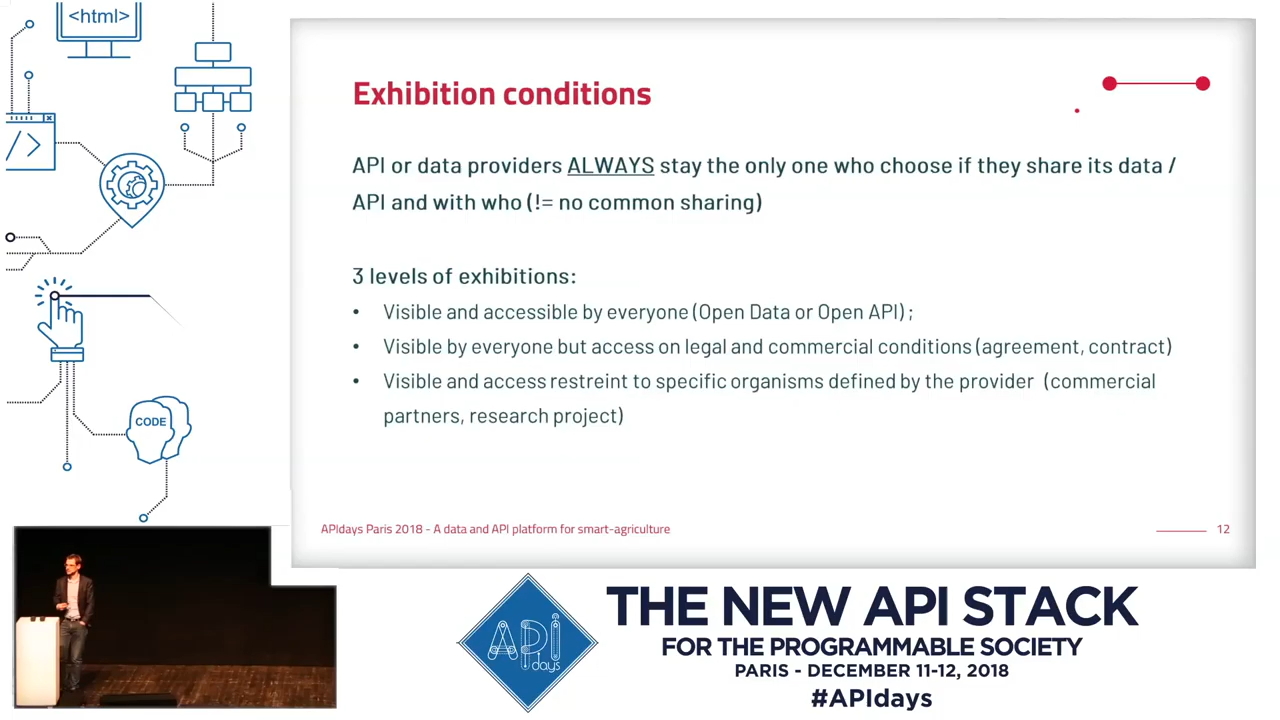 <html>
</>
CODE
Exhibition conditions
API or data providers ALWAYS stay the only one who choose if they share its data /
API and with who (!= no common sharing)
3 levels of exhibitions:
• Visible and accessible by everyone (Open Data or Open API) ;
• Visible by everyone but access on legal and commercial conditions (agreement, contract)
• Visible and access restreint to specific organisms defined by the provider (commercial
partners, research project)
APIdays Paris 2018 - A data and API platform for smart-agriculture
12
API
days
THE NEW API STACK
FOR THE PROGRAMMABLE SOCIETY
PARIS - DECEMBER 11-12, 2018
#APIdays